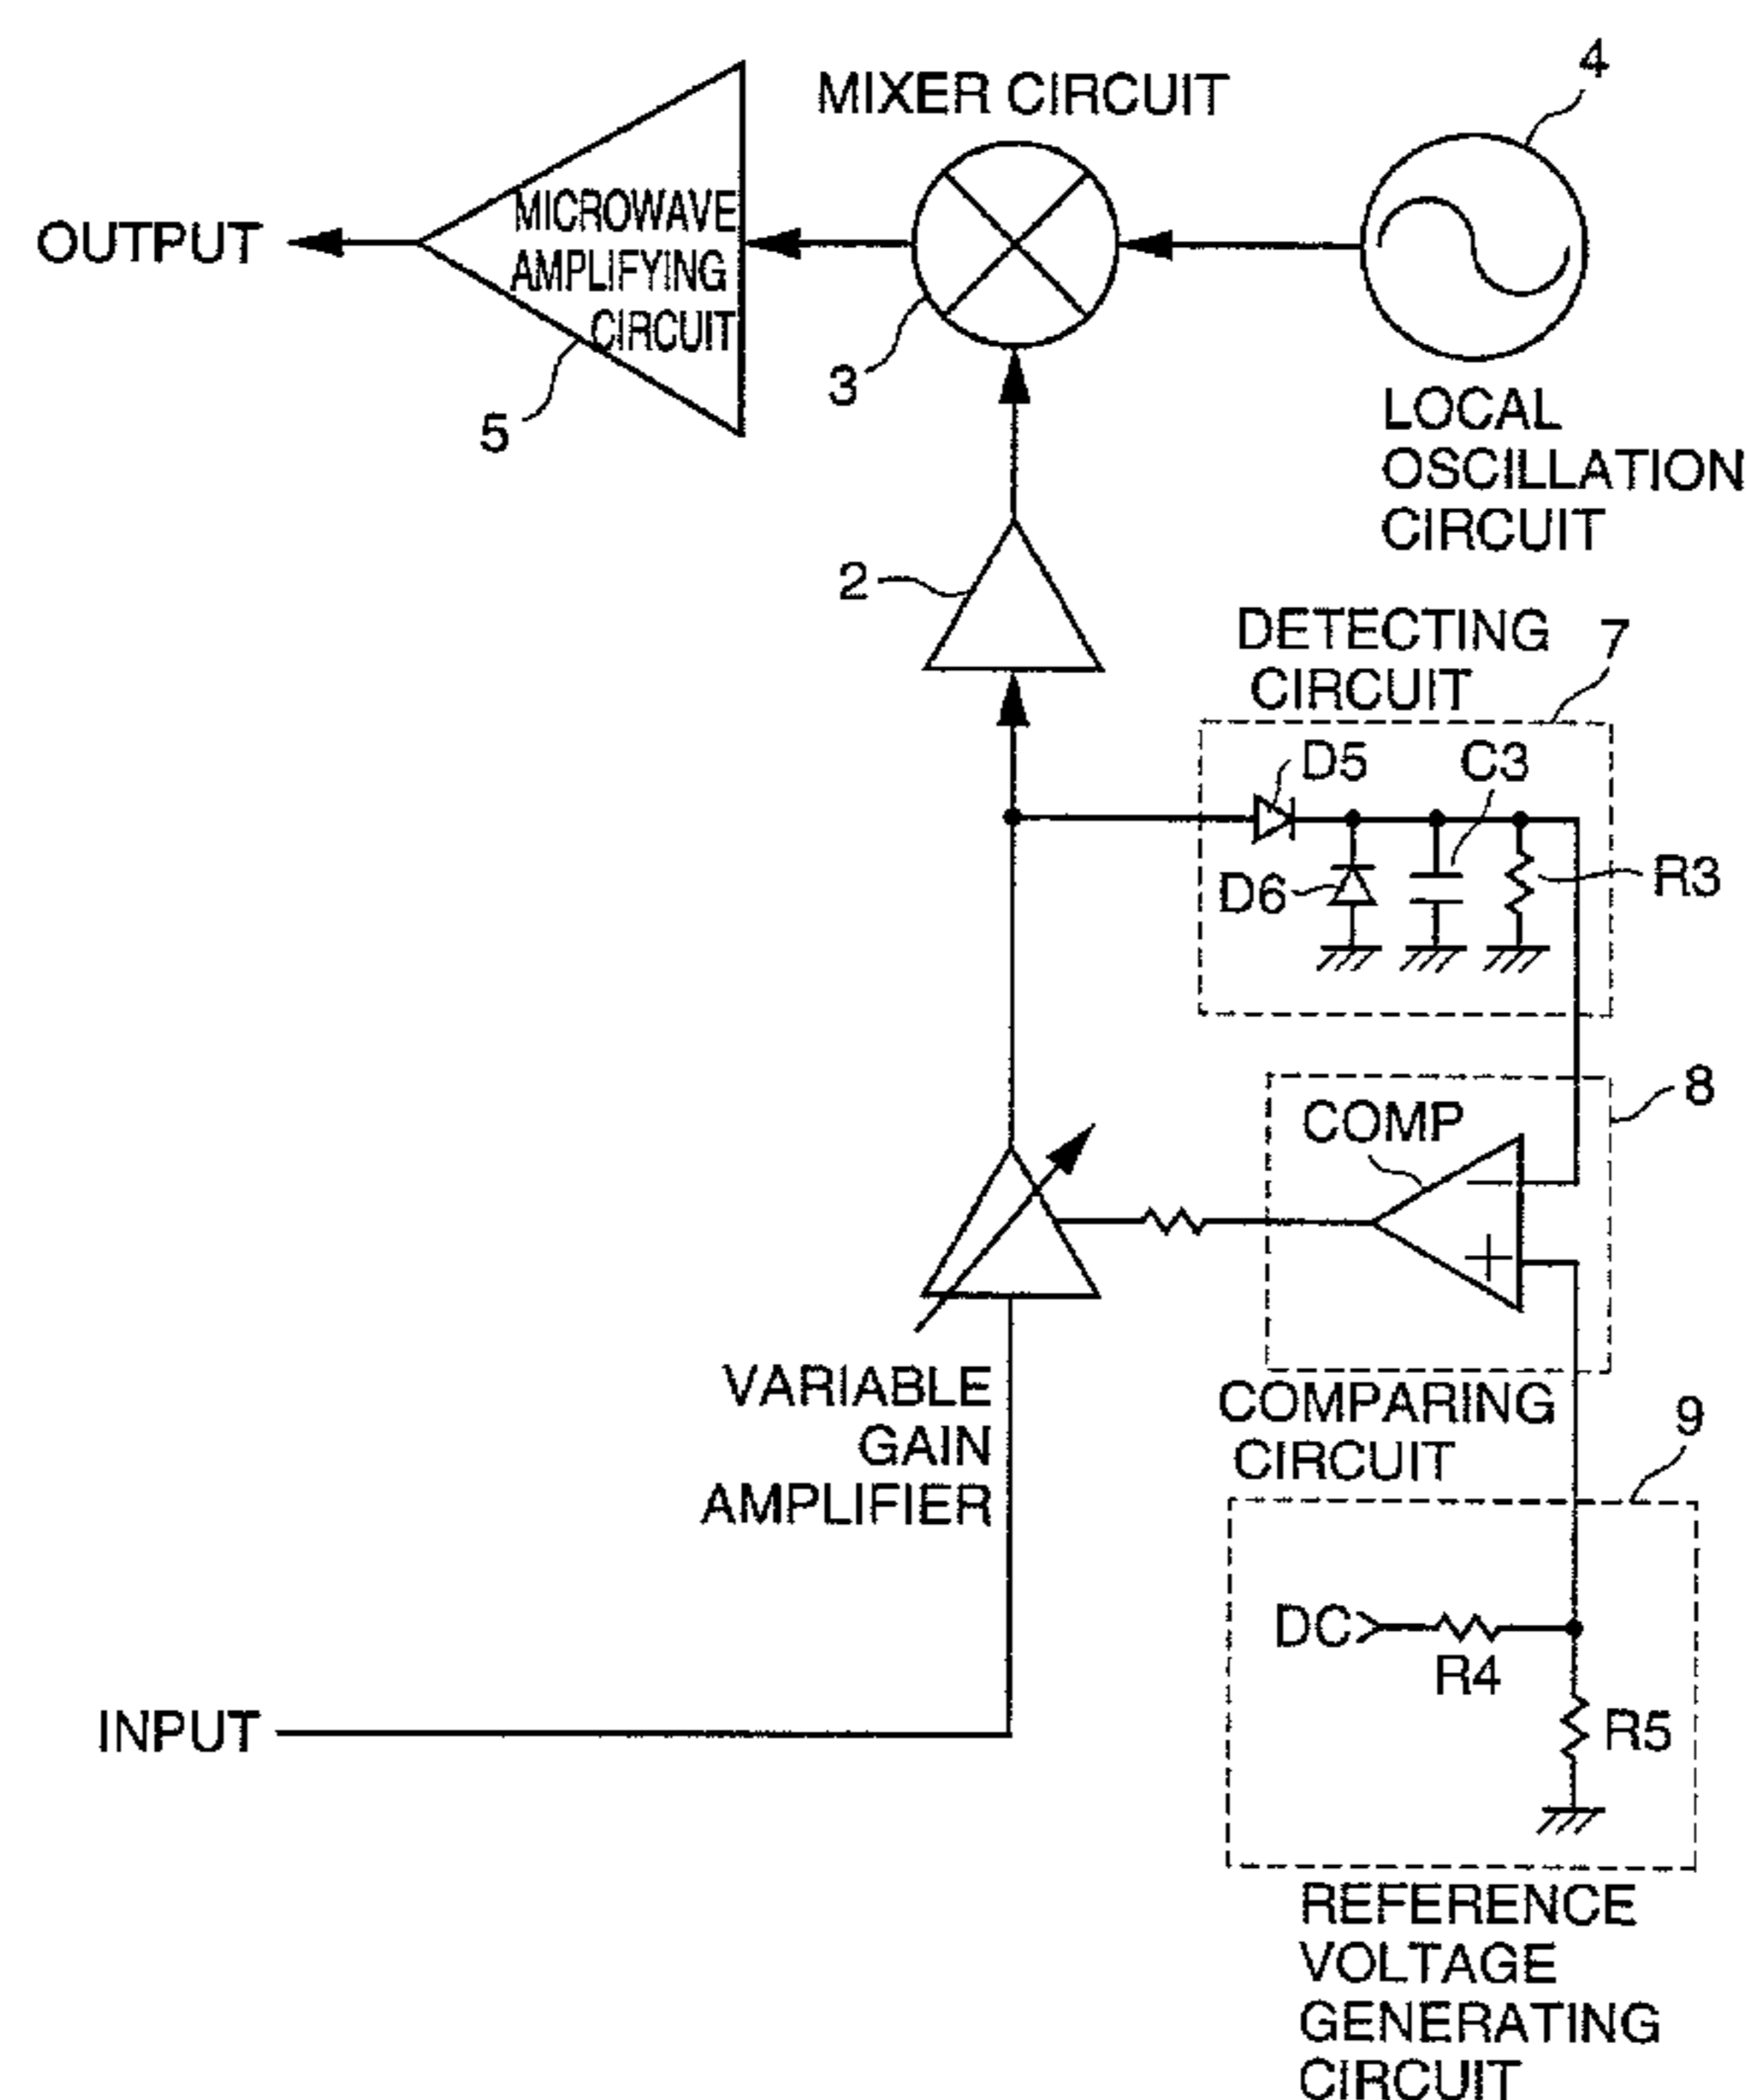 4
MIXER CIRCUIT
OUTPUT
MICROWAVE
AMPLIFYING
CIRCUIT
3
5
LOCAL
OSCILLATION
CIRCUIT
2
DETECTING
CIRCUIT
7
D5
C3
D6
R3
8
COMP
VARIABLE
GAIN
AMPLIFIER
COMPARING
CIRCUIT
9
DC
R4
INPUT
R5
REFERENCE
VOLTAGE
GENERATING
CIRCUIT